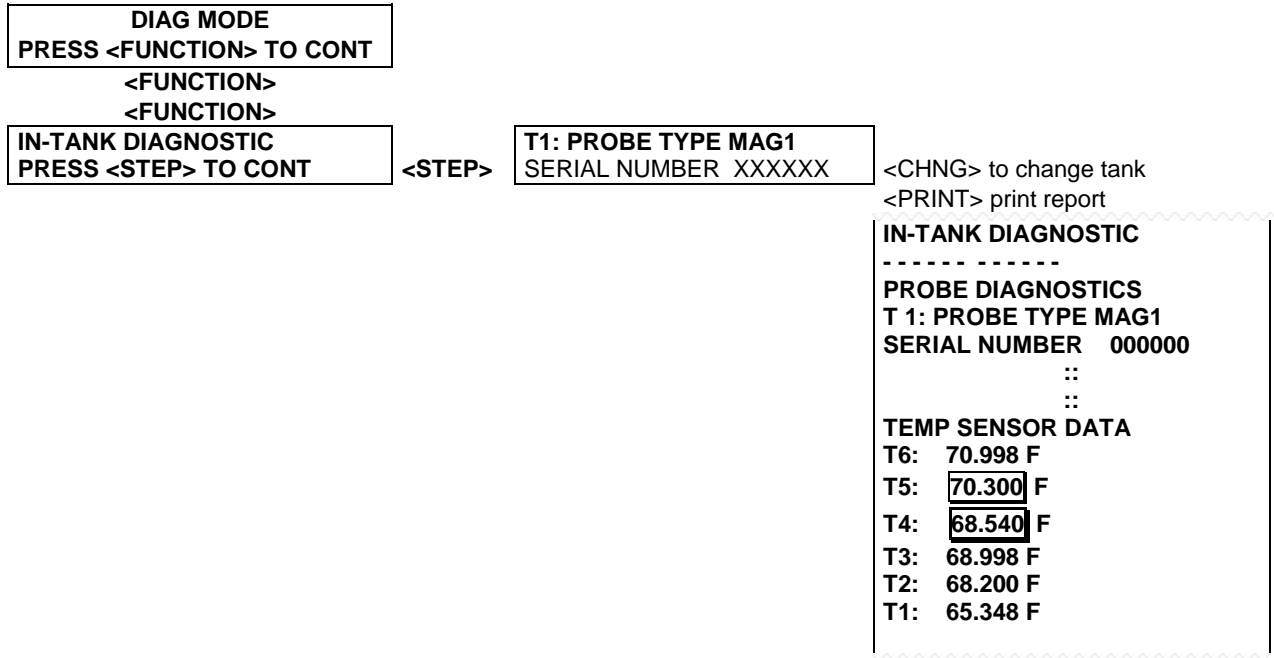 DIAG MODE
PRESS <FUNCTION> TO CONT
<FUNCTION>
<FUNCTION>
IN-TANK DIAGNOSTIC
PRESS <STEP> TO CONT
<STEP>
T1: PROBE TYPE MAG1
SERIAL NUMBER XXXXXX
<CHNG> to change tank
<PRINT> print report
IN-TANK DIAGNOSTIC
- - - - - - - - - - - -
PROBE DIAGNOSTICS
T 1: PROBE TYPE MAG1
SERIAL NUMBER 000000
::
::
TEMP SENSOR DATA
T6: 70.998 F
T5: 70.300 F
T4: 68.540 F
T3: 68.998 F
T2: 68.200 F
T1: 65.348 F